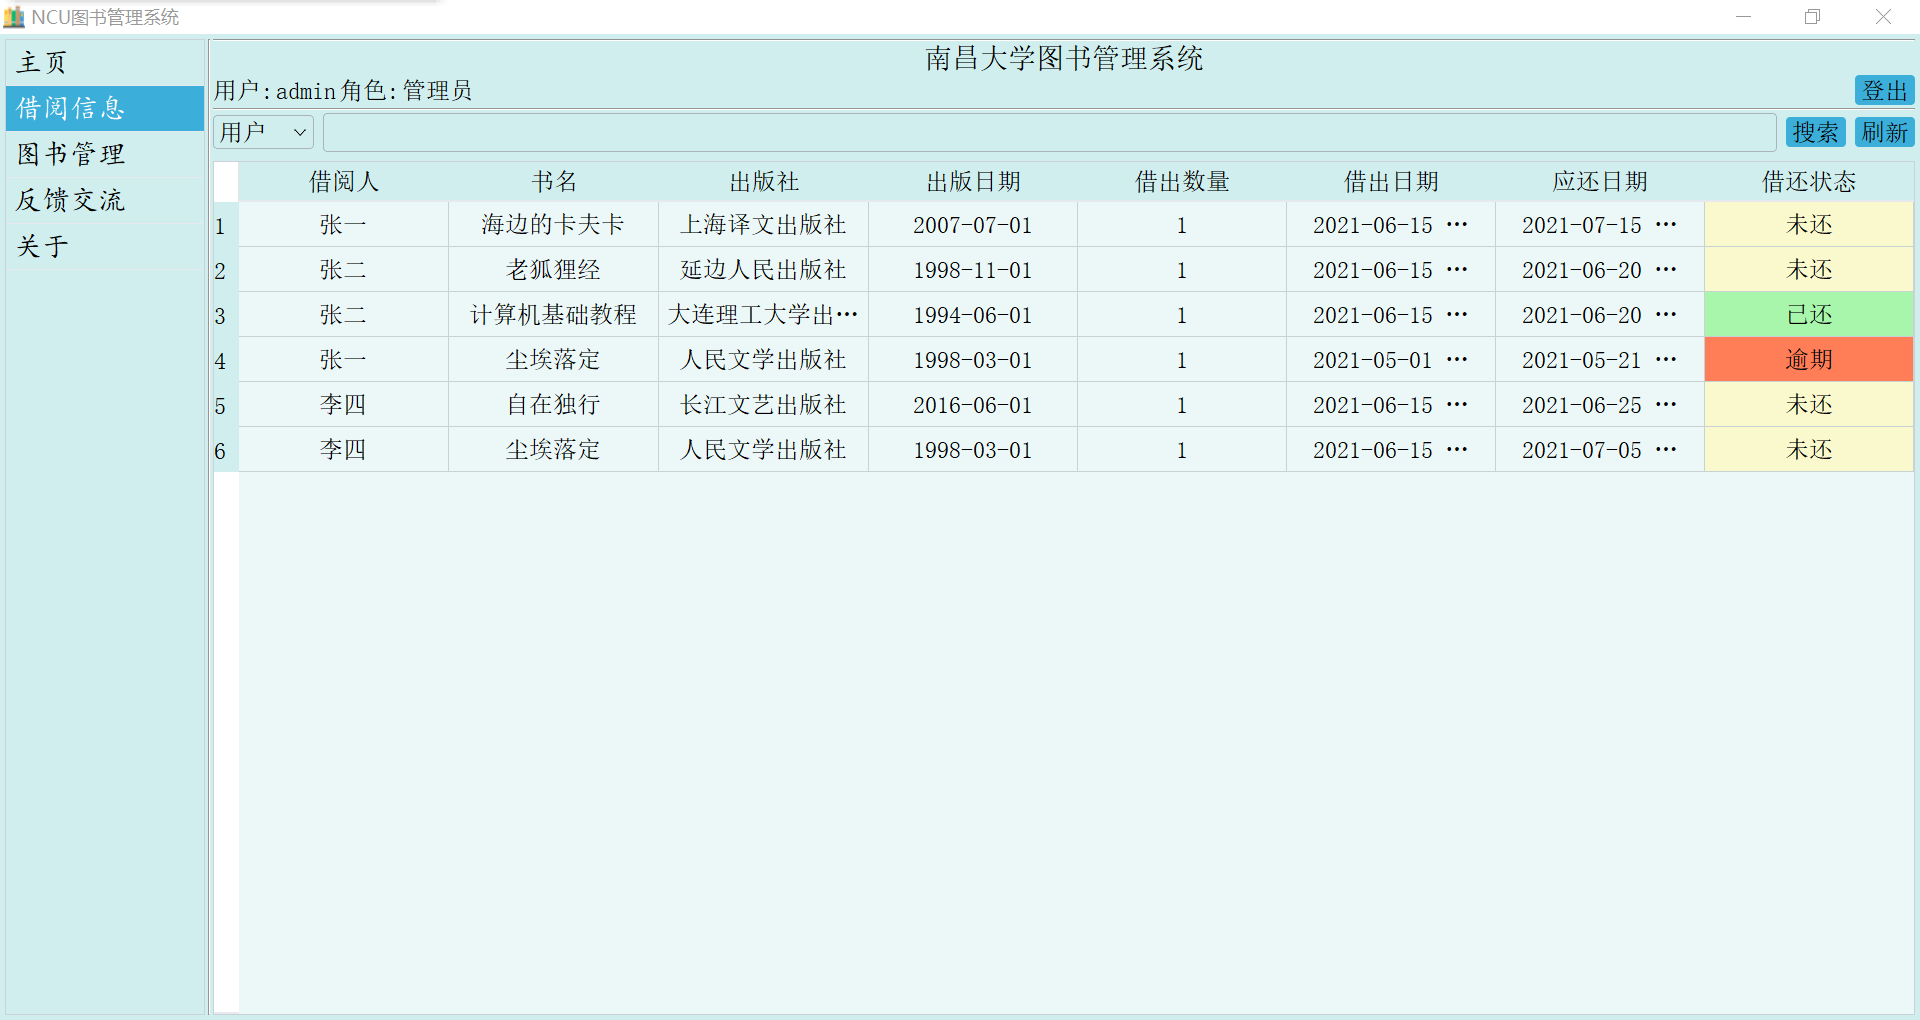 NCU图书管理系统
主页
借阅信息
图书管理
反馈交流
关于
南昌大学图书管理系统
用户:admin 角色:管理员 登出
用户 搜索 刷新
借阅人 书名 出版社 出版日期 借出数量 借出日期 应还日期 借还状态
1 张一 海边的卡夫卡 上海译文出版社 2007-07-01 1 2021-06-15 … 2021-07-15 … 未还
2 张二 老狐狸经 延边人民出版社 1998-11-01 1 2021-06-15 … 2021-06-20 … 未还
3 张二 计算机基础教程 大连理工大学出… 1994-06-01 1 2021-06-15 … 2021-06-20 … 已还
4 张一 尘埃落定 人民文学出版社 1998-03-01 1 2021-05-01 … 2021-05-21 … 逾期
5 李四 自在独行 长江文艺出版社 2016-06-01 1 2021-06-15 … 2021-06-25 … 未还
6 李四 尘埃落定 人民文学出版社 1998-03-01 1 2021-06-15 … 2021-07-05 … 未还